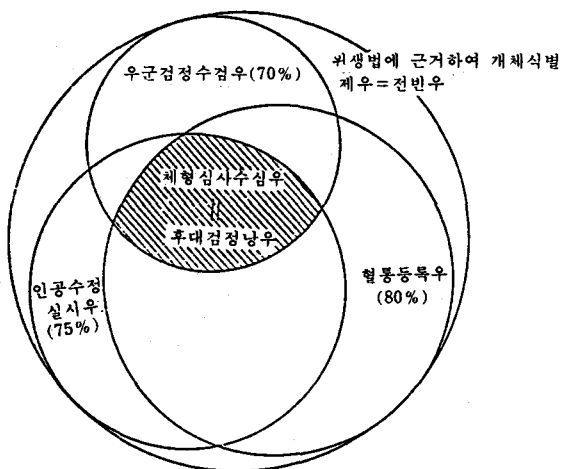 우군검정수검우(70%)
위생법에 근거하여 개체식별
제우=전반우
체형심사수심우
||
후대검정낭우
인공수정
실시우
(75%)
혈통등록우
(80%)